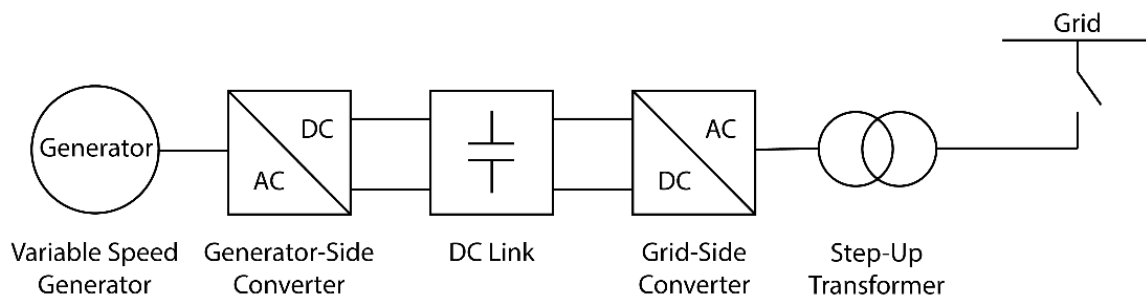 Grid
Generator
DC
AC
AC
DC
Variable Speed
Generator
Generator-Side
Converter
DC Link
Grid-Side
Converter
Step-Up
Transformer